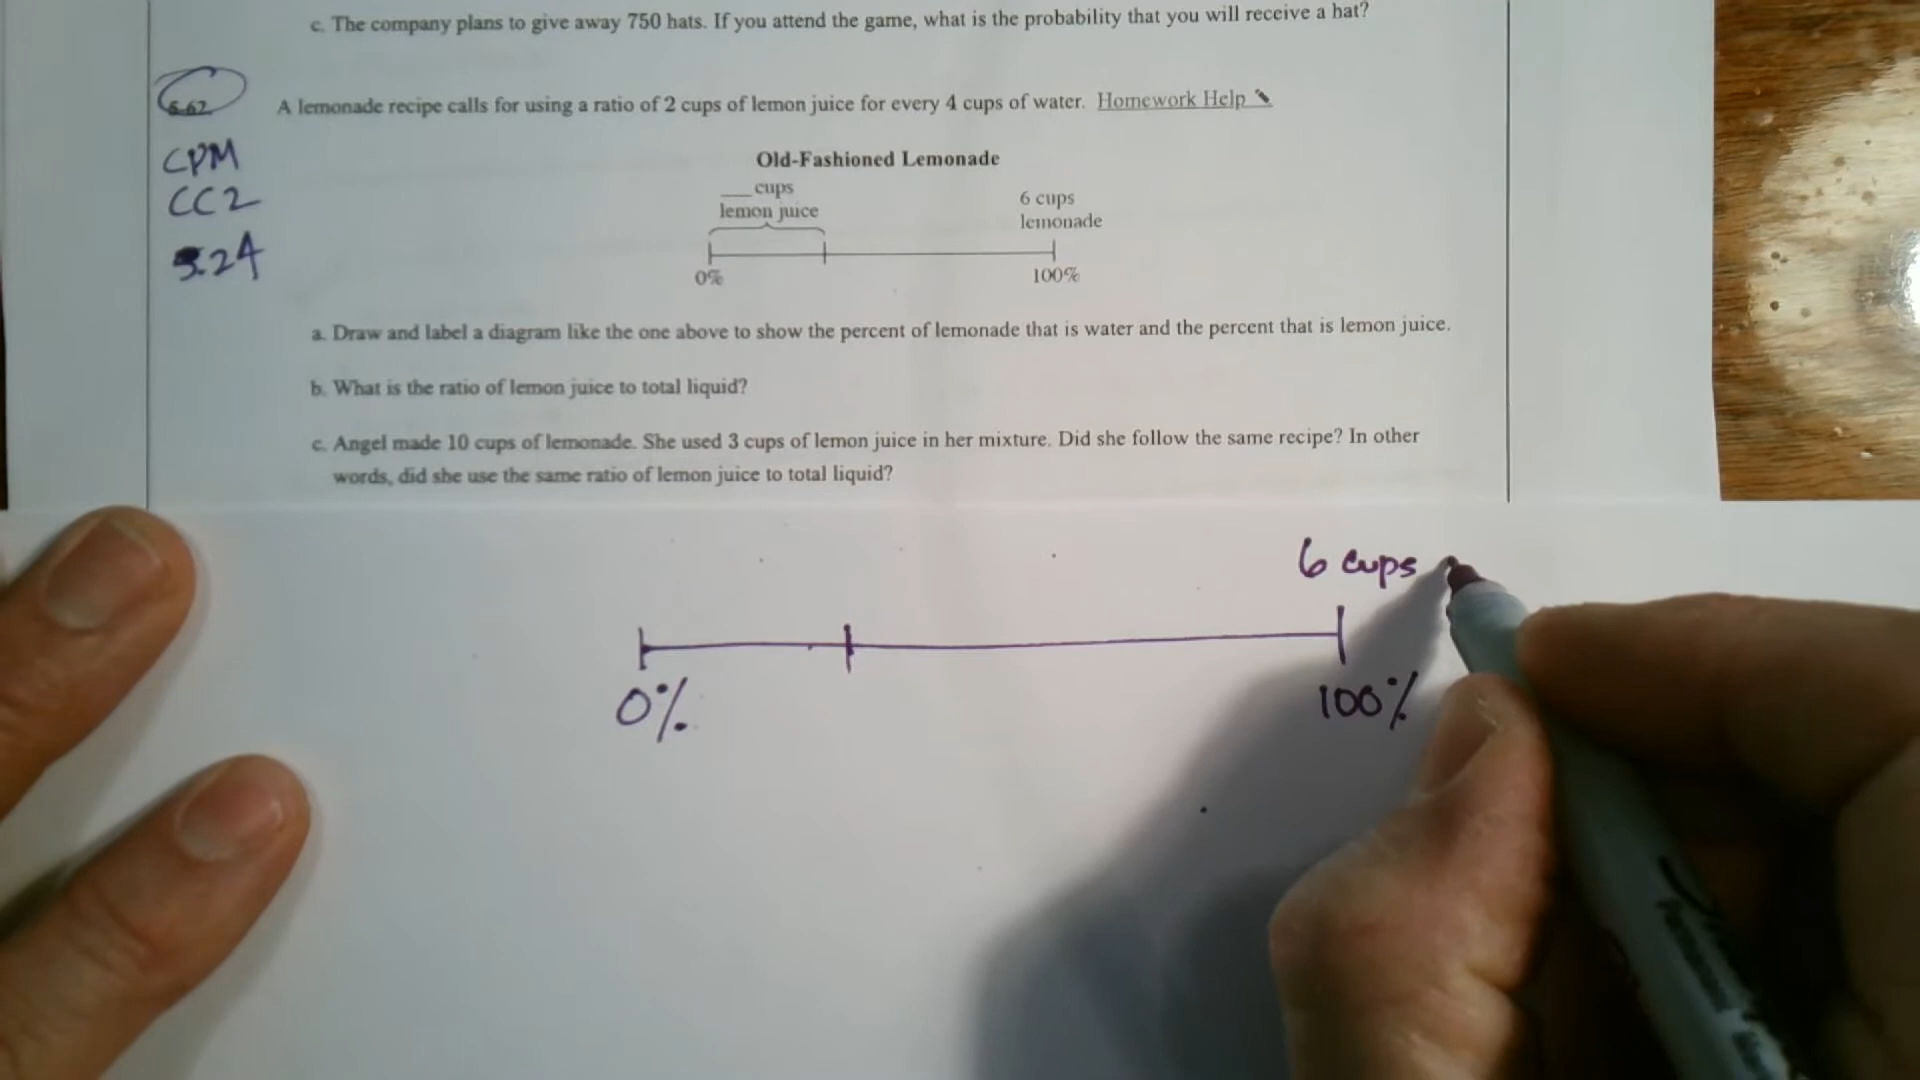 c. The company plans to give away 750 hats. If you attend the game, what is the probability that you will receive a hat?
5-62
A lemonade recipe calls for using a ratio of 2 cups of lemon juice for every 4 cups of water. Homework Help
CPM
CC2
5.24
Old-Fashioned Lemonade
___ cups
lemon juice
6 cups
lemonade
0%
100%
a. Draw and label a diagram like the one above to show the percent of lemonade that is water and the percent that is lemon juice.
b. What is the ratio of lemon juice to total liquid?
c. Angel made 10 cups of lemonade. She used 3 cups of lemon juice in her mixture. Did she follow the same recipe? In other
words, did she use the same ratio of lemon juice to total liquid?
6 cups
0%
100%